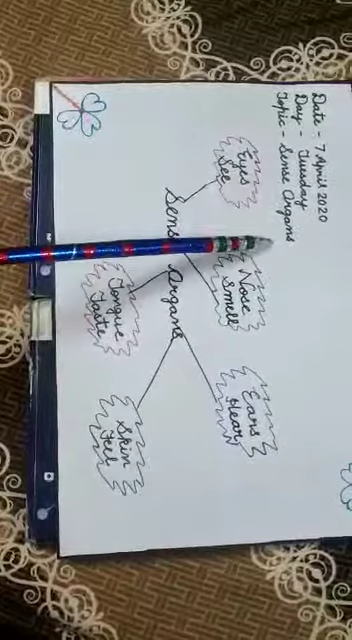 Date - 7 April 2020
Day - Tuesday
Topic - Sense Organs
Eyes
See
Nose
Smell
Ears
Hear
Sens Organs
Tongue
Taste
Skin
Feel